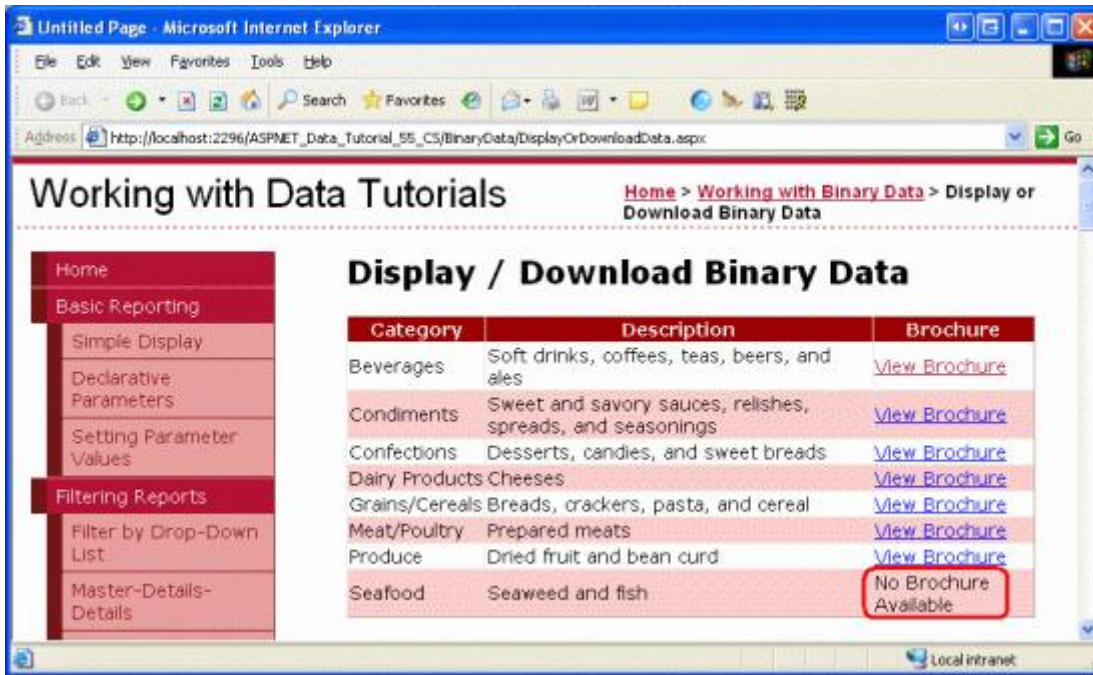 Untitled Page - Microsoft Internet Explorer
File Edit View Favorites Tools Help
Back Search Favorites
Address http://localhost:2296/ASPNET_Data_Tutorial_55_CS/BinaryData/DisplayOrDownloadData.aspx Go
Working with Data Tutorials
Home > Working with Binary Data > Display or
Download Binary Data
Home
Basic Reporting
Simple Display
Declarative
Parameters
Setting Parameter
Values
Filtering Reports
Filter by Drop-Down
List
Master-Details-
Details
Display / Download Binary Data
Category Description Brochure
Beverages Soft drinks, coffees, teas, beers, and
ales View Brochure
Condiments Sweet and savory sauces, relishes,
spreads, and seasonings View Brochure
Confections Desserts, candies, and sweet breads View Brochure
Dairy Products Cheeses View Brochure
Grains/Cereals Breads, crackers, pasta, and cereal View Brochure
Meat/Poultry Prepared meats View Brochure
Produce Dried fruit and bean curd View Brochure
Seafood Seaweed and fish No Brochure
Available
Local intranet